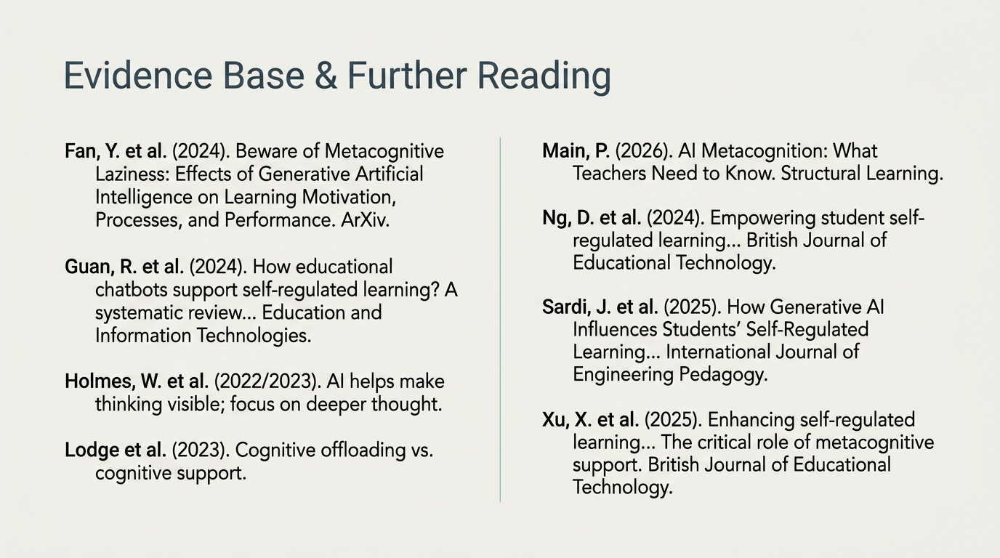 Evidence Base & Further Reading
Fan, Y. et al. (2024). Beware of Metacognitive
Laziness: Effects of Generative Artificial
Intelligence on Learning Motivation,
Processes, and Performance. ArXiv.
Guan, R. et al. (2024). How educational
chatbots support self-regulated learning? A
systematic review... Education and
Information Technologies.
Holmes, W. et al. (2022/2023). AI helps make
thinking visible; focus on deeper thought.
Lodge et al. (2023). Cognitive offloading vs.
cognitive support.
Main, P. (2026). AI Metacognition: What
Teachers Need to Know. Structural Learning.
Ng, D. et al. (2024). Empowering student self-
regulated learning... British Journal of
Educational Technology.
Sardi, J. et al. (2025). How Generative AI
Influences Students’ Self-Regulated
Learning... International Journal of
Engineering Pedagogy.
Xu, X. et al. (2025). Enhancing self-regulated
learning... The critical role of metacognitive
support. British Journal of Educational
Technology.